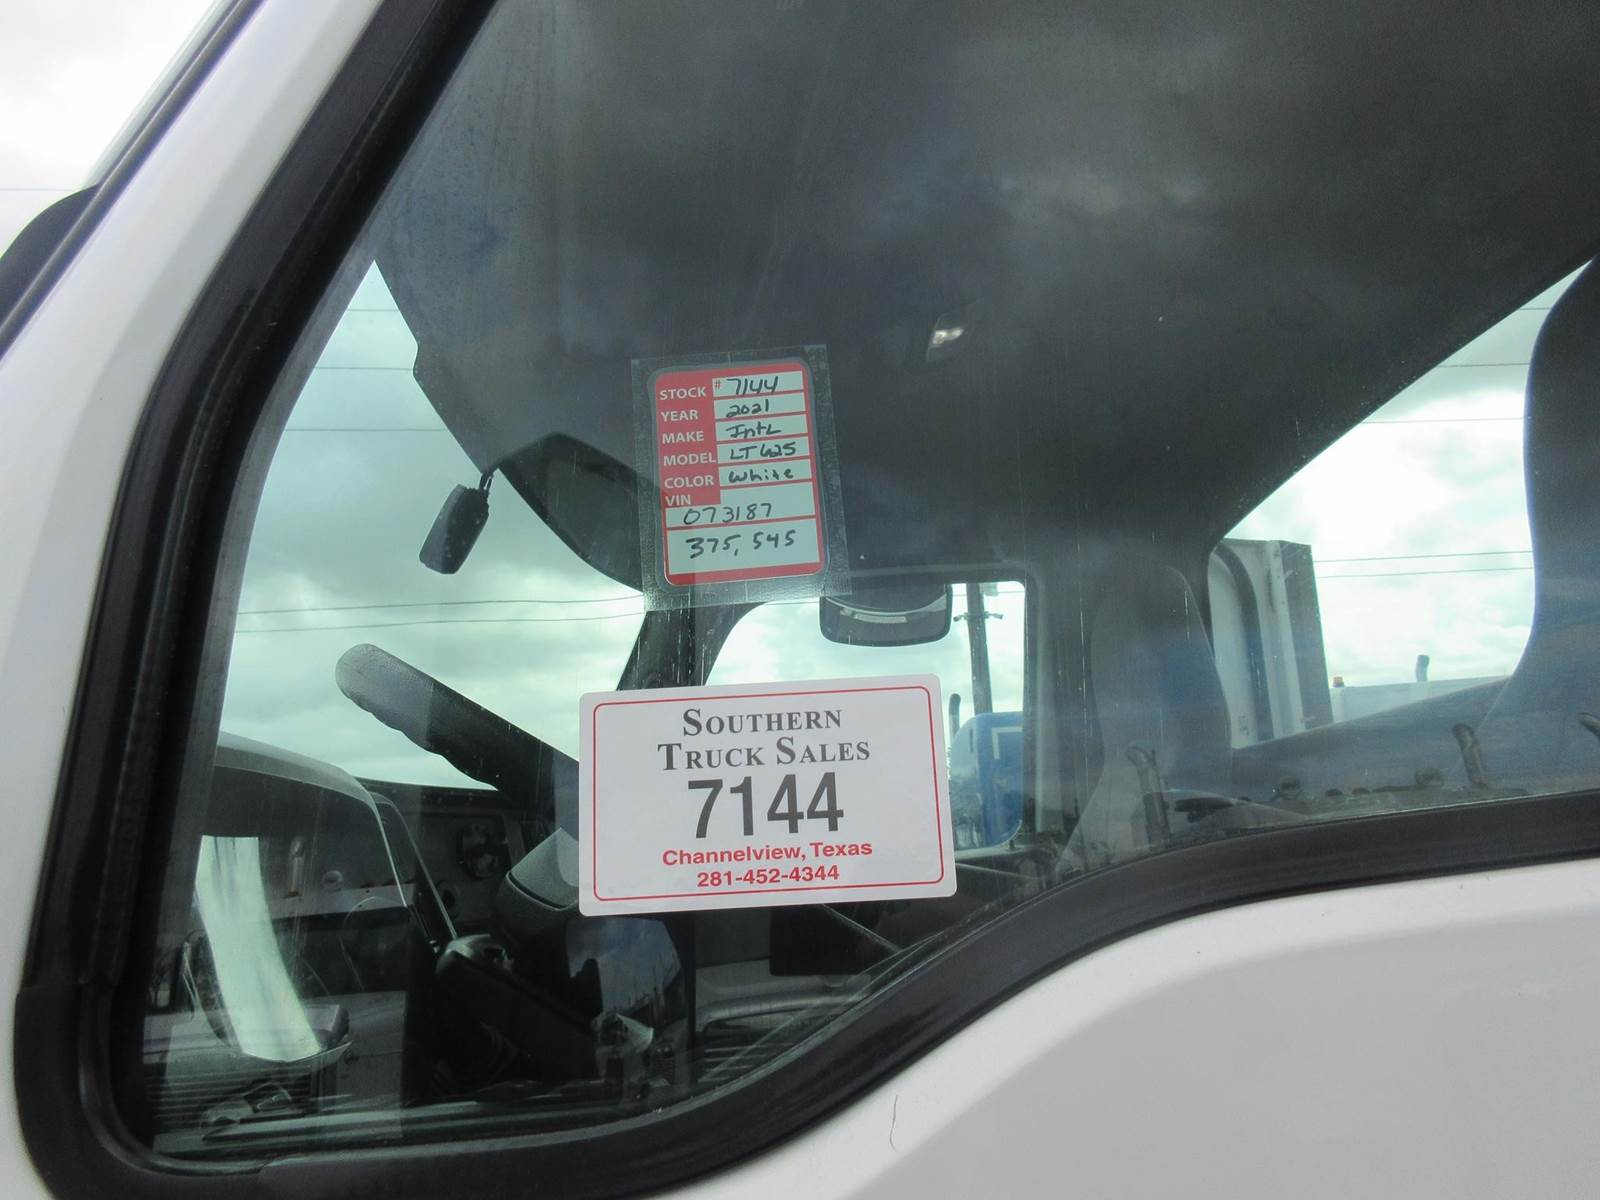 STOCK # 7144
YEAR 2021
MAKE Intl
MODEL LT625
COLOR White
VIN
073187
375,545
SOUTHERN
TRUCK SALES
7144
Channelview, Texas
281-452-4344